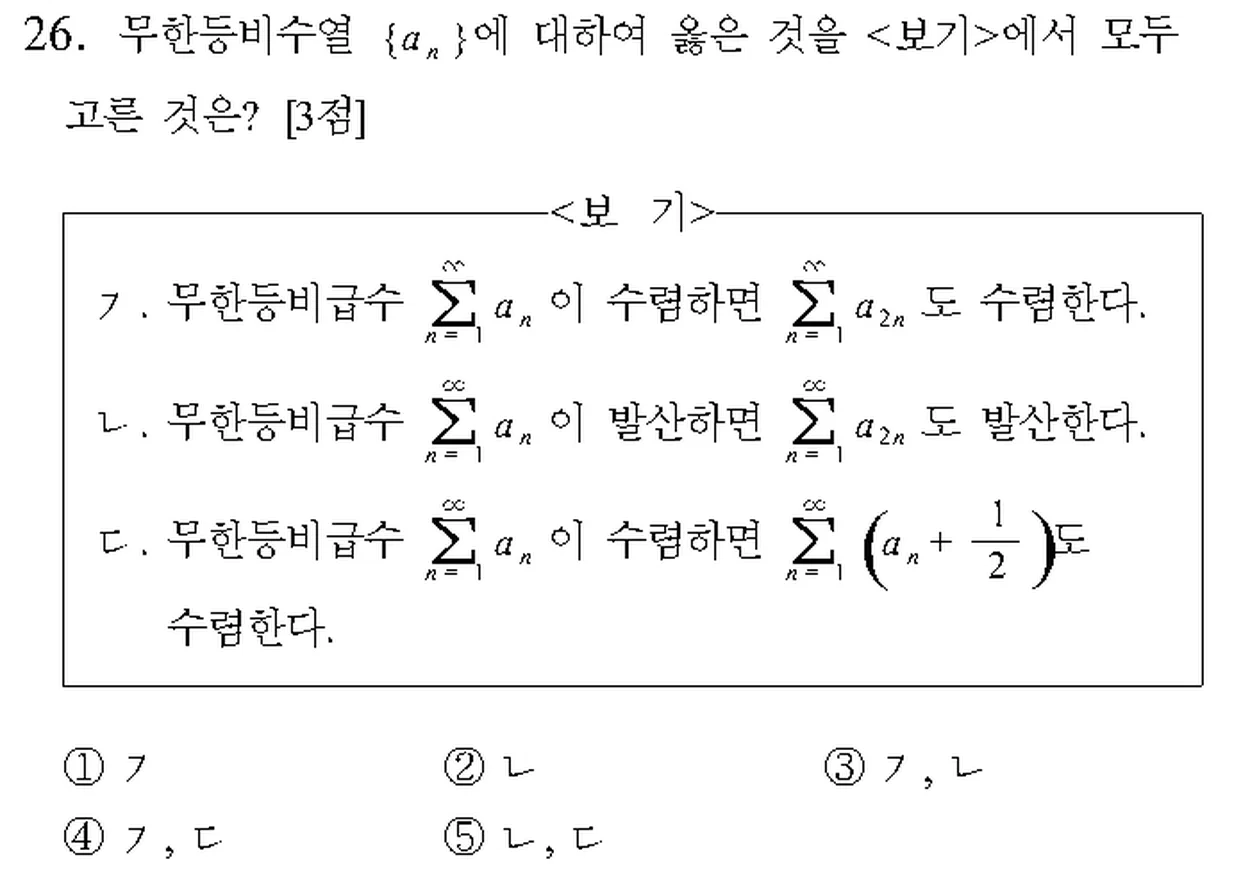 26. 무한등비수열 {aₙ}에 대하여 옳은 것을 <보기>에서 모두
고른 것은? [3점]
<보 기>
ㄱ. 무한등비급수 ∑_{n=1}^{∞} aₙ 이 수렴하면 ∑_{n=1}^{∞} a₂ₙ 도 수렴한다.
ㄴ. 무한등비급수 ∑_{n=1}^{∞} aₙ 이 발산하면 ∑_{n=1}^{∞} a₂ₙ 도 발산한다.
ㄷ. 무한등비급수 ∑_{n=1}^{∞} aₙ 이 수렴하면 ∑_{n=1}^{∞} (aₙ + 1/2)도
수렴한다.
① ㄱ ② ㄴ ③ ㄱ, ㄴ
④ ㄱ, ㄷ ⑤ ㄴ, ㄷ